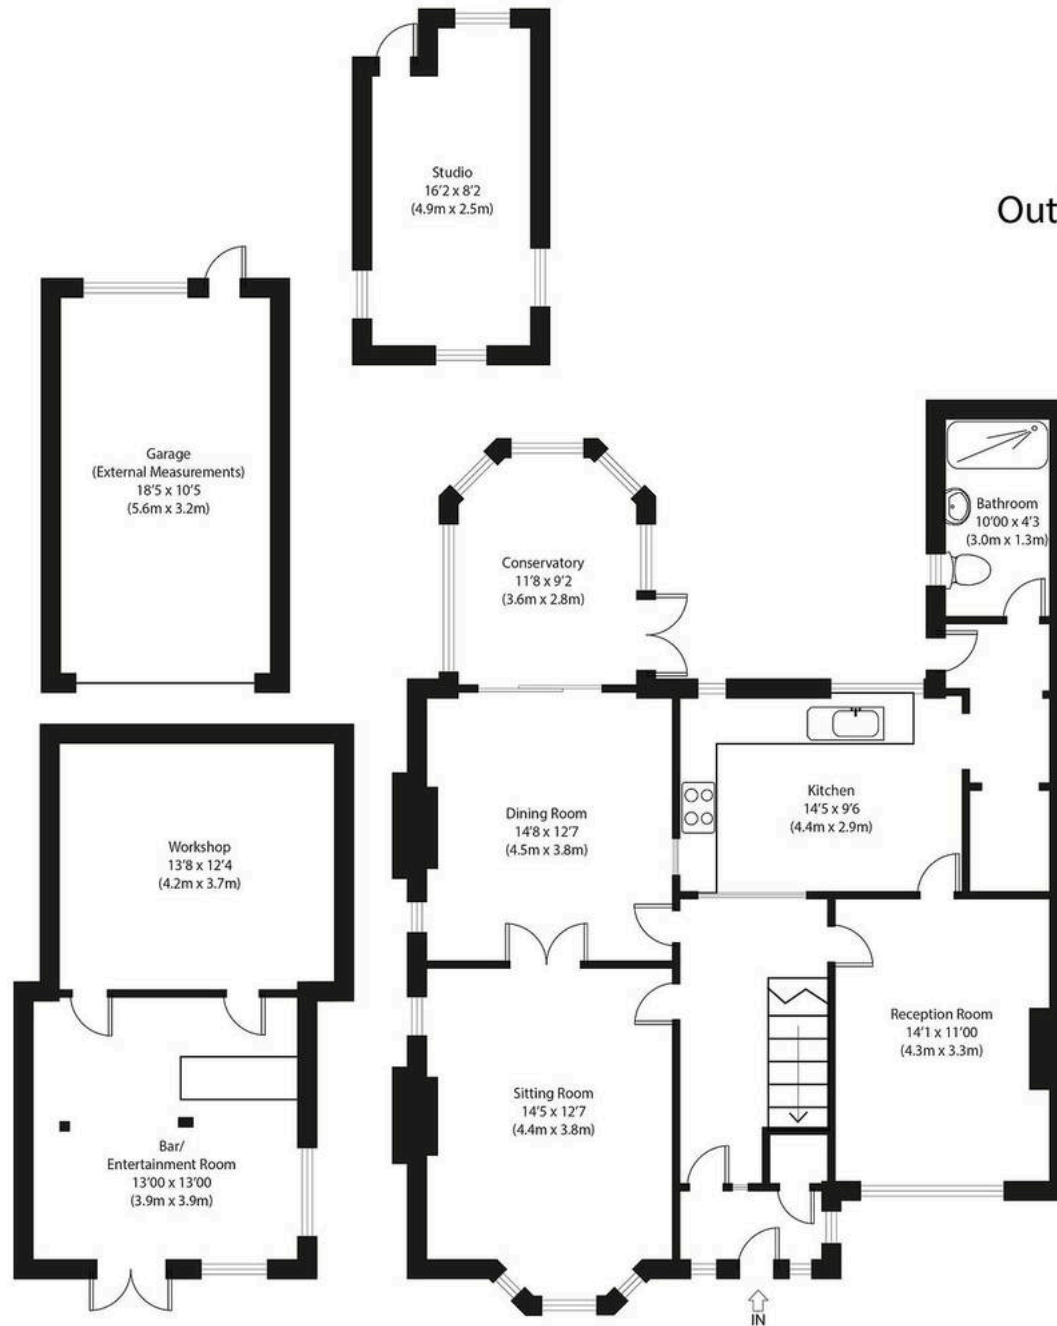 Studio
16'2 x 8'2
(4.9m x 2.5m)
Out
Garage
(External Measurements)
18'5 x 10'5
(5.6m x 3.2m)
Bathroom
10'00 x 4'3
(3.0m x 1.3m)
Conservatory
11'8 x 9'2
(3.6m x 2.8m)
Kitchen
14'5 x 9'6
(4.4m x 2.9m)
Dining Room
14'8 x 12'7
(4.5m x 3.8m)
Workshop
13'8 x 12'4
(4.2m x 3.7m)
Reception Room
14'1 x 11'00
(4.3m x 3.3m)
Sitting Room
14'5 x 12'7
(4.4m x 3.8m)
Bar/
Entertainment Room
13'00 x 13'00
(3.9m x 3.9m)
IN